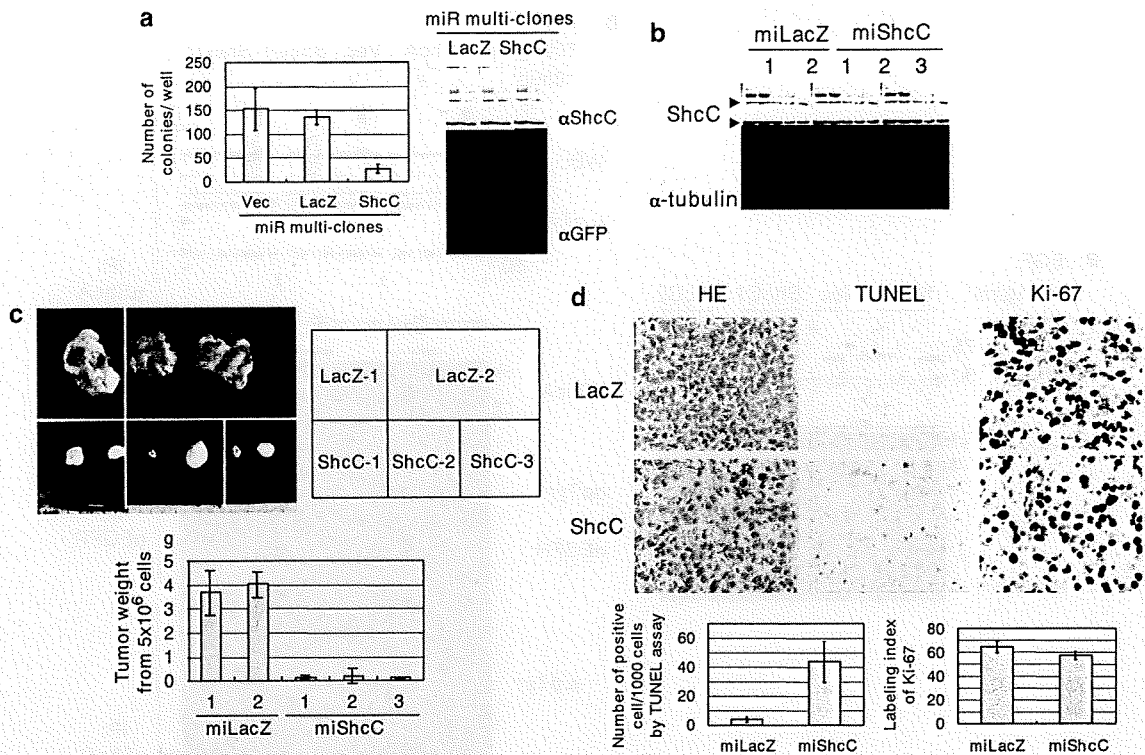 a
miR multi-clones
LacZ ShcC
Number of
colonies/ well
250
200
150
100
50
0
Vec LacZ ShcC
miR multi-clones
αShcC
αGFP
b
miLacZ miShcC
1 2 1 2 3
ShcC
α-tubulin
c
LacZ-1 LacZ-2
ShcC-1 ShcC-2 ShcC-3
Tumor weight
from 5x10⁶ cells
g
5
4
3
2
1
0
1 2 1 2 3
miLacZ miShcC
d
HE TUNEL Ki-67
LacZ
ShcC
Number of positive
cell/1000 cells
by TUNEL assay
60
40
20
0
miLacZ miShcC
Labeling index
of Ki-67
80
60
40
20
0
miLacZ miShcC